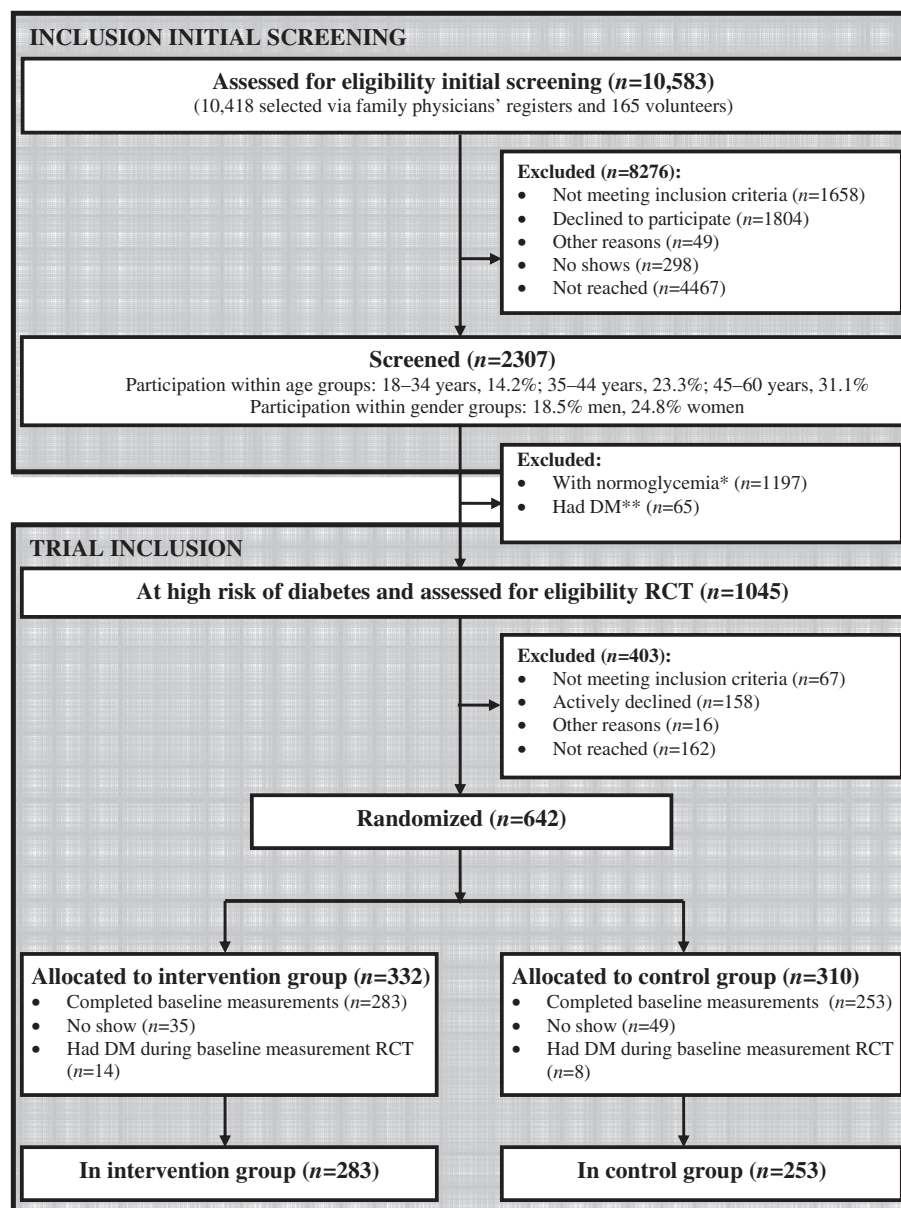 INCLUSION INITIAL SCREENING
Assessed for eligibility initial screening (n=10,583)
(10,418 selected via family physicians' registers and 165 volunteers)
Excluded (n=8276):
• Not meeting inclusion criteria (n=1658)
• Declined to participate (n=1804)
• Other reasons (n=49)
• No shows (n=298)
• Not reached (n=4467)
Screened (n=2307)
Participation within age groups: 18–34 years, 14.2%; 35–44 years, 23.3%; 45–60 years, 31.1%
Participation within gender groups: 18.5% men, 24.8% women
Excluded:
• With normoglycemia* (n=1197)
• Had DM** (n=65)
TRIAL INCLUSION
At high risk of diabetes and assessed for eligibility RCT (n=1045)
Excluded (n=403):
• Not meeting inclusion criteria (n=67)
• Actively declined (n=158)
• Other reasons (n=16)
• Not reached (n=162)
Randomized (n=642)
Allocated to intervention group (n=332)
• Completed baseline measurements (n=283)
• No show (n=35)
• Had DM during baseline measurement RCT
(n=14)
Allocated to control group (n=310)
• Completed baseline measurements (n=253)
• No show (n=49)
• Had DM during baseline measurement RCT
(n=8)
In intervention group (n=283)
In control group (n=253)